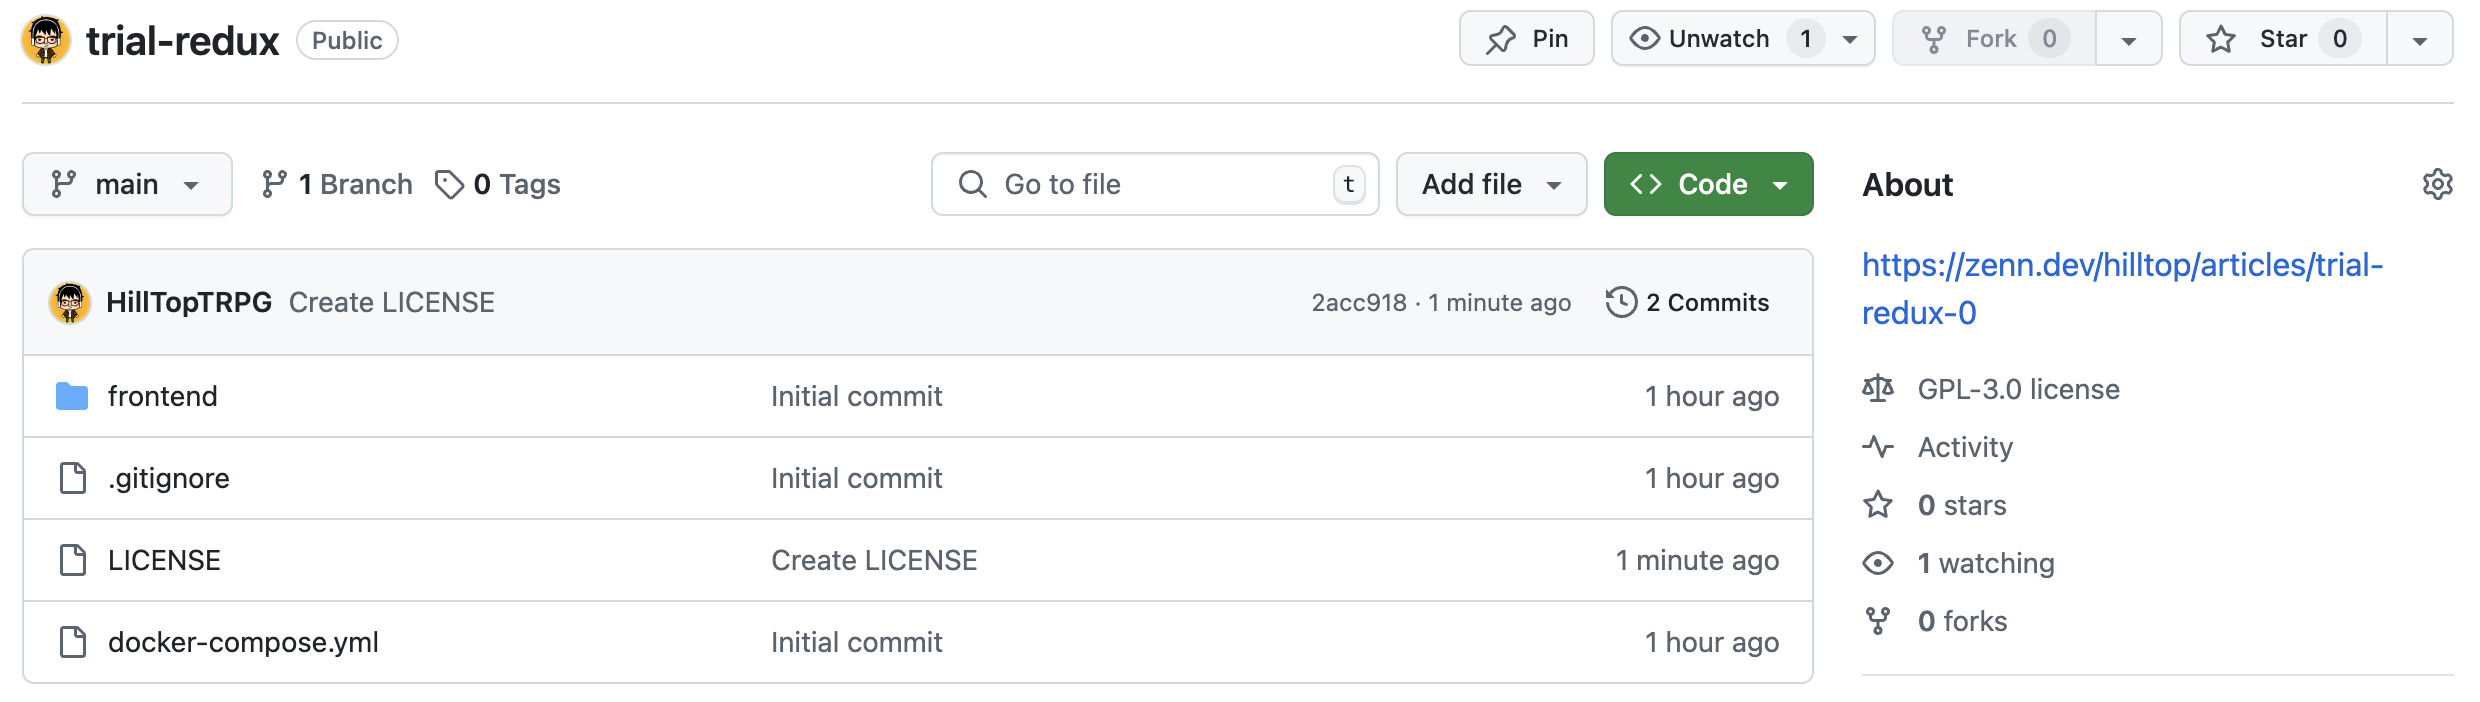 trial-redux Public Pin Unwatch 1 Fork 0 Star 0
main 1 Branch 0 Tags Go to file t Add file Code
HillTopTRPG Create LICENSE 2acc918 · 1 minute ago 2 Commits
frontend Initial commit 1 hour ago
.gitignore Initial commit 1 hour ago
LICENSE Create LICENSE 1 minute ago
docker-compose.yml Initial commit 1 hour ago
About
https://zenn.dev/hilltop/articles/trial-
redux-0
GPL-3.0 license
Activity
0 stars
1 watching
0 forks